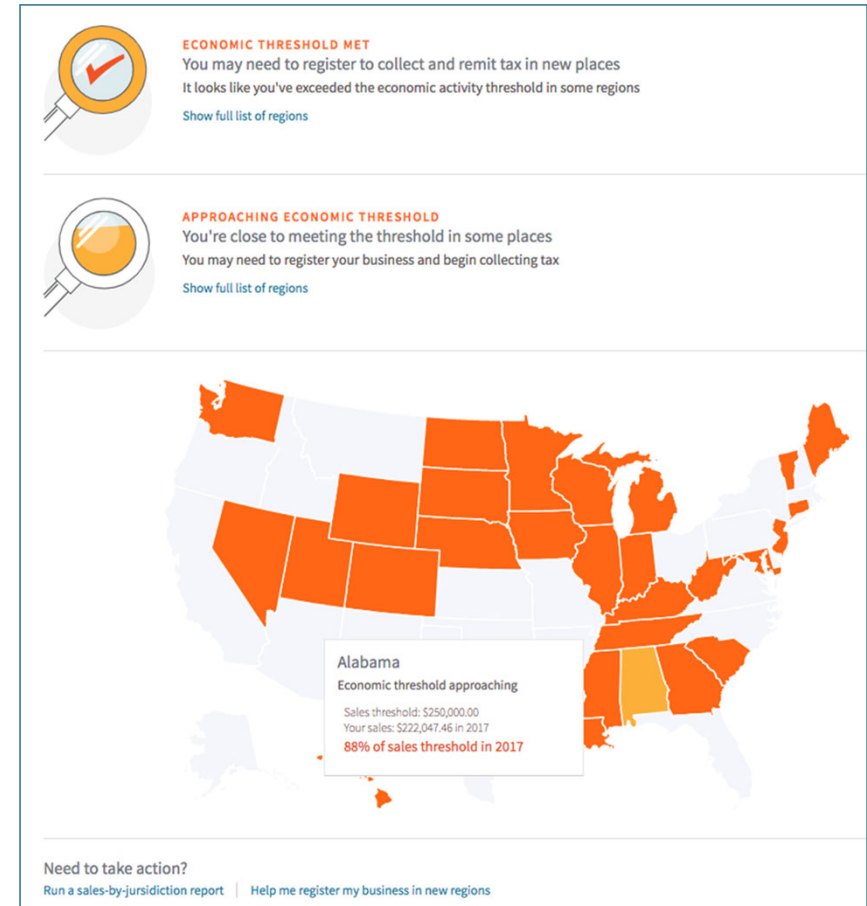 ECONOMIC THRESHOLD MET
You may need to register to collect and remit tax in new places
It looks like you've exceeded the economic activity threshold in some regions
Show full list of regions
APPROACHING ECONOMIC THRESHOLD
You're close to meeting the threshold in some places
You may need to register your business and begin collecting tax
Show full list of regions
Alabama
Economic threshold approaching
Sales threshold: $250,000.00
Your sales: $222,047.46 in 2017
88% of sales threshold in 2017
Need to take action?
Run a sales-by-jursidiction report | Help me register my business in new regions